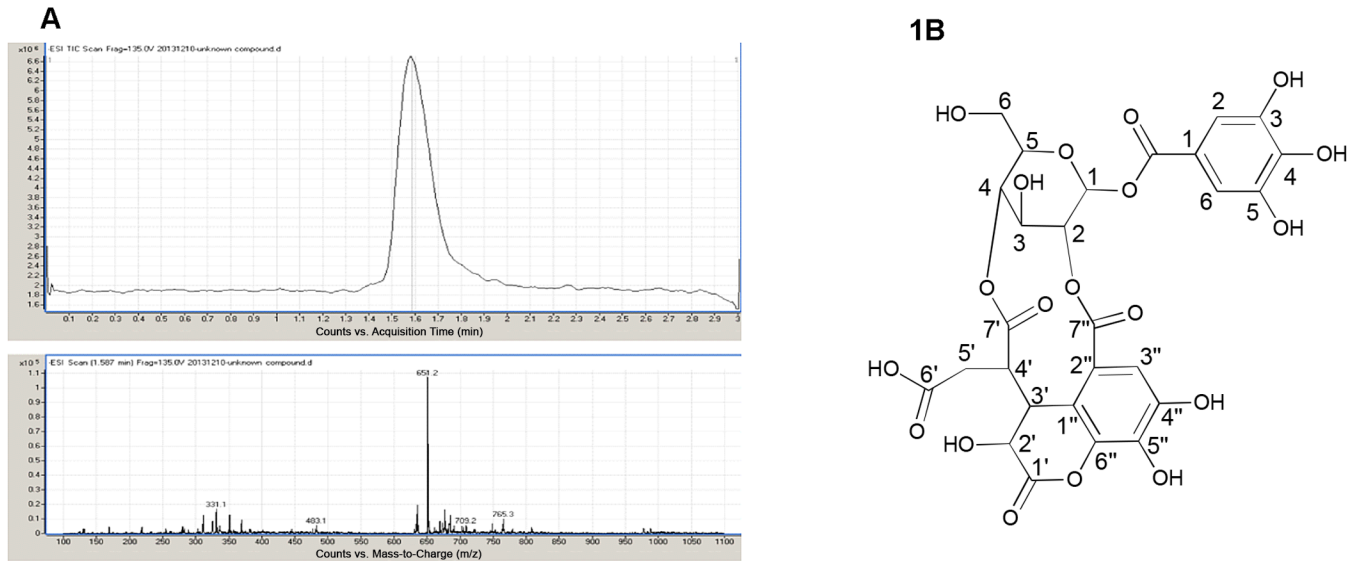 A
x10 6
-ESI TIC Scan Frag=135.0V 20131210-unknown compound.d
1
1
6.6
6.4
6.2
6
5.8
5.6
5.4
5.2
5
4.8
4.6
4.4
4.2
4
3.8
3.6
3.4
3.2
3
2.8
2.6
2.4
2.2
2
1.8
1.6
0.1 0.2 0.3 0.4 0.5 0.6 0.7 0.8 0.9 1 1.1 1.2 1.3 1.4 1.5 1.6 1.7 1.8 1.9 2 2.1 2.2 2.3 2.4 2.5 2.6 2.7 2.8 2.9 3
Counts vs. Acquisition Time (min)
x10 5
-ESI Scan (1.587 min) Frag=135.0V 20131210-unknown compound.d
1.1
1
0.9
0.8
0.7
0.6
0.5
0.4
0.3
0.2
0.1
0
651.2
331.1
483.1
709.2
765.3
100 150 200 250 300 350 400 450 500 550 600 650 700 750 800 850 900 950 1000 1050 1100
Counts vs. Mass-to-Charge (m/z)
1B
OH
6
2
HO
O
3
5
O
1
4
OH
4
OH
1
O
6
5
3
2
OH
O
O
O
O
7'
7"
5'
2"
3"
HO
6'
4'
3'
4"
OH
O
1"
HO
2'
5"
6"
1'
O
OH
O